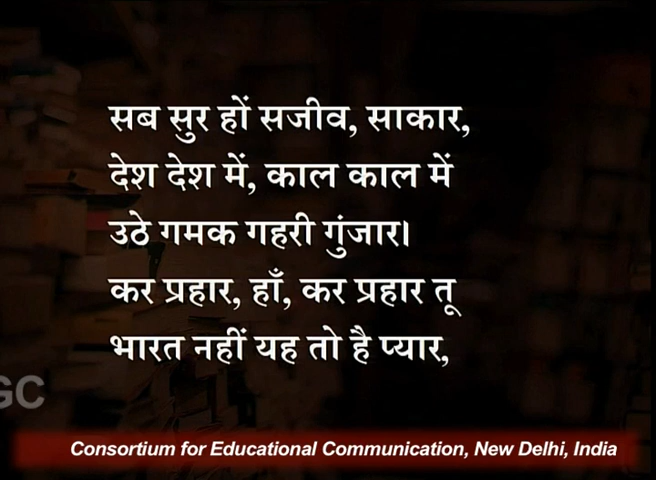 सब सुर हों सजीव, साकार,
देश देश में, काल काल में
उठे गमक गहरी गुंजार।
कर प्रहार, हाँ, कर प्रहार तू
भारत नहीं यह तो है प्यार,
GC
Consortium for Educational Communication, New Delhi, India